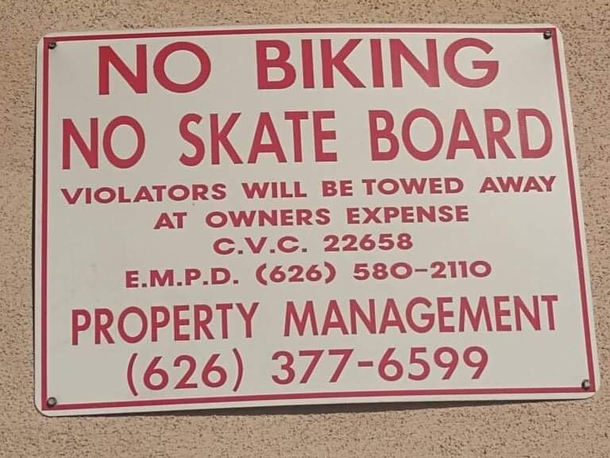 NO BIKING
NO SKATE BOARD
VIOLATORS WILL BE TOWED AWAY
AT OWNERS EXPENSE
C.V.C. 22658
E.M.P.D. (626) 580-2110
PROPERTY MANAGEMENT
(626) 377-6599